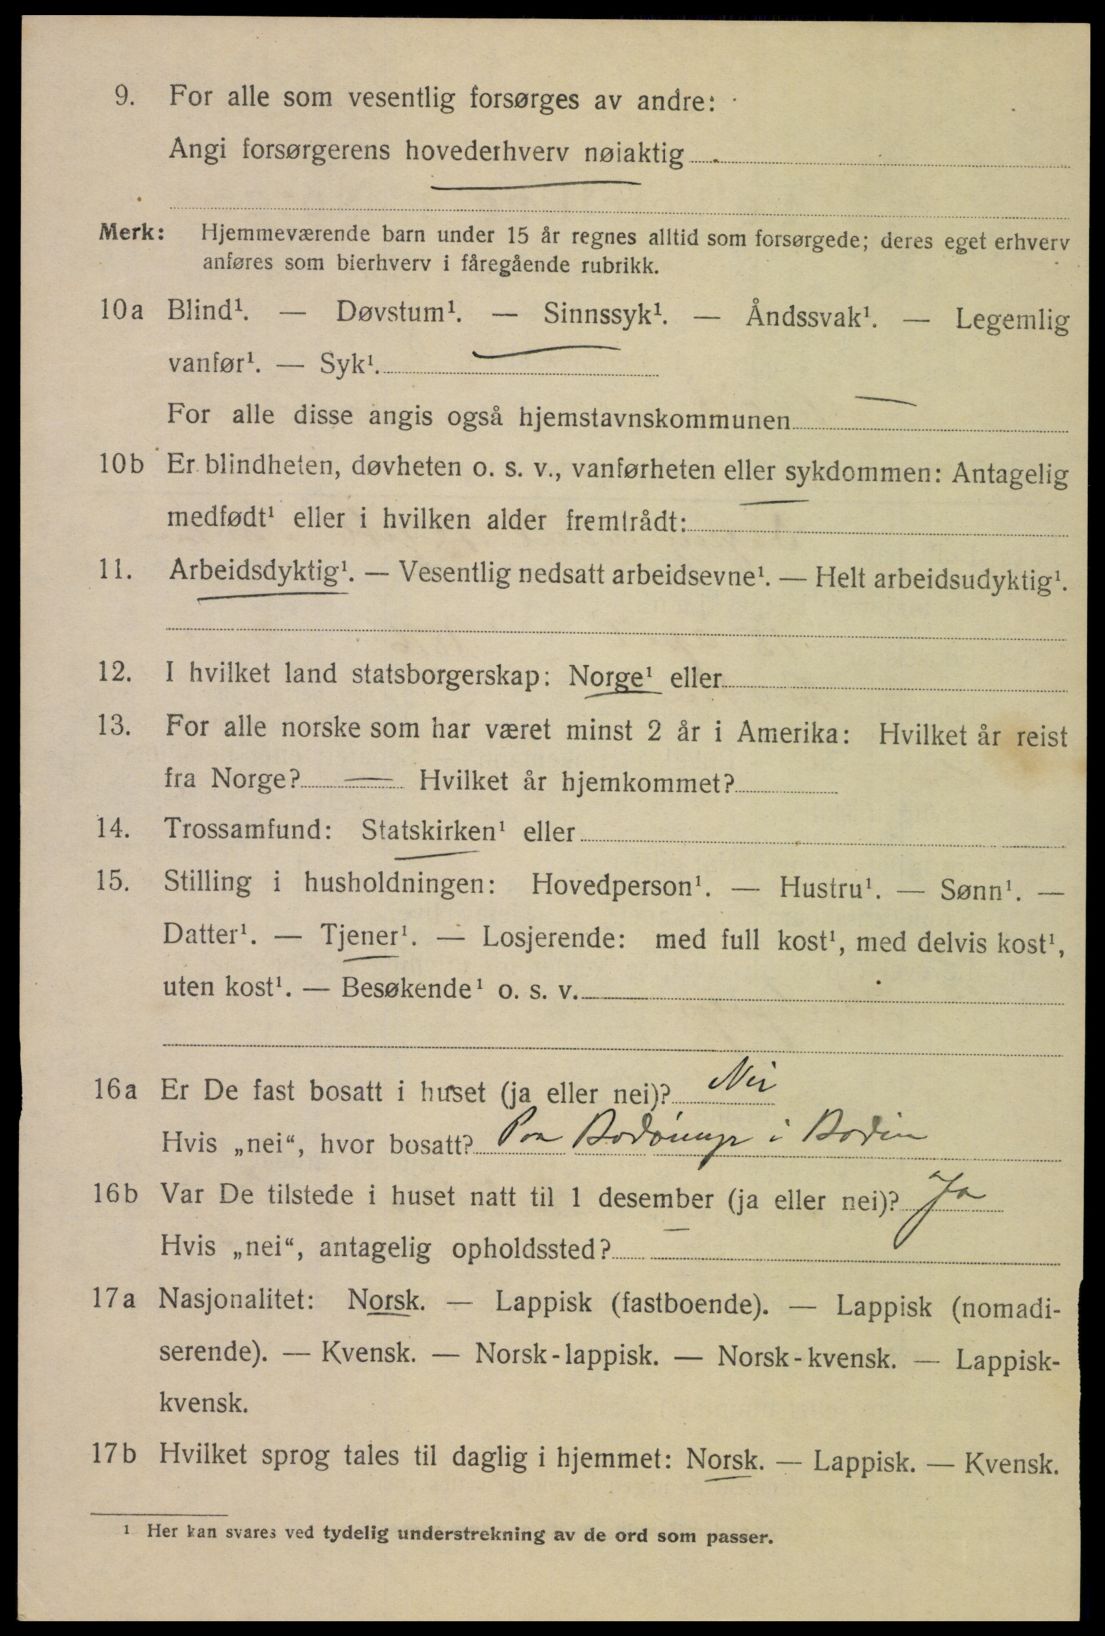 9. For alle som vesentlig forsørges av andre:
Angi forsørgerens hovederhverv nøiaktig
Merk: Hjemmeværende barn under 15 år regnes alltid som forsørgede; deres eget erhverv
anføres som bierhverv i føregående rubrikk.
10a Blind¹. — Døvstum¹. — Sinnssyk¹. — Åndssvak¹. — Legemlig
vanfør¹. — Syk¹.
For alle disse angis også hjemstavnskommunen
10b Er blindheten, døvheten o. s. v., vanførheten eller sykdommen: Antagelig
medfødt¹ eller i hvilken alder fremtrådt:
11. Arbeidsdyktig¹. — Vesentlig nedsatt arbeidsevne¹. — Helt arbeidsudyktig¹.
12. I hvilket land statsborgerskap: Norge¹ eller
13. For alle norske som har været minst 2 år i Amerika: Hvilket år reist
fra Norge? Hvilket år hjemkommet?
14. Trossamfund: Statskirken¹ eller
15. Stilling i husholdningen: Hovedperson¹. — Hustru¹. — Sønn¹. —
Datter¹. — Tjener¹. — Losjerende: med full kost¹, med delvis kost¹,
uten kost¹. — Besøkende¹ o. s. v.
16a Er De fast bosatt i huset (ja eller nei)? Nei
Hvis „nei“, hvor bosatt? Paa i Bodin
16b Var De tilstede i huset natt til 1 desember (ja eller nei)? Ja
Hvis „nei“, antagelig opholdssted? —
17a Nasjonalitet: Norsk. — Lappisk (fastboende). — Lappisk (nomadi-
serende). — Kvensk. — Norsk-lappisk. — Norsk-kvensk. — Lappisk-
kvensk.
17b Hvilket sprog tales til daglig i hjemmet: Norsk. — Lappisk. — Kvensk.
¹ Her kan svares ved tydelig understrekning av de ord som passer.